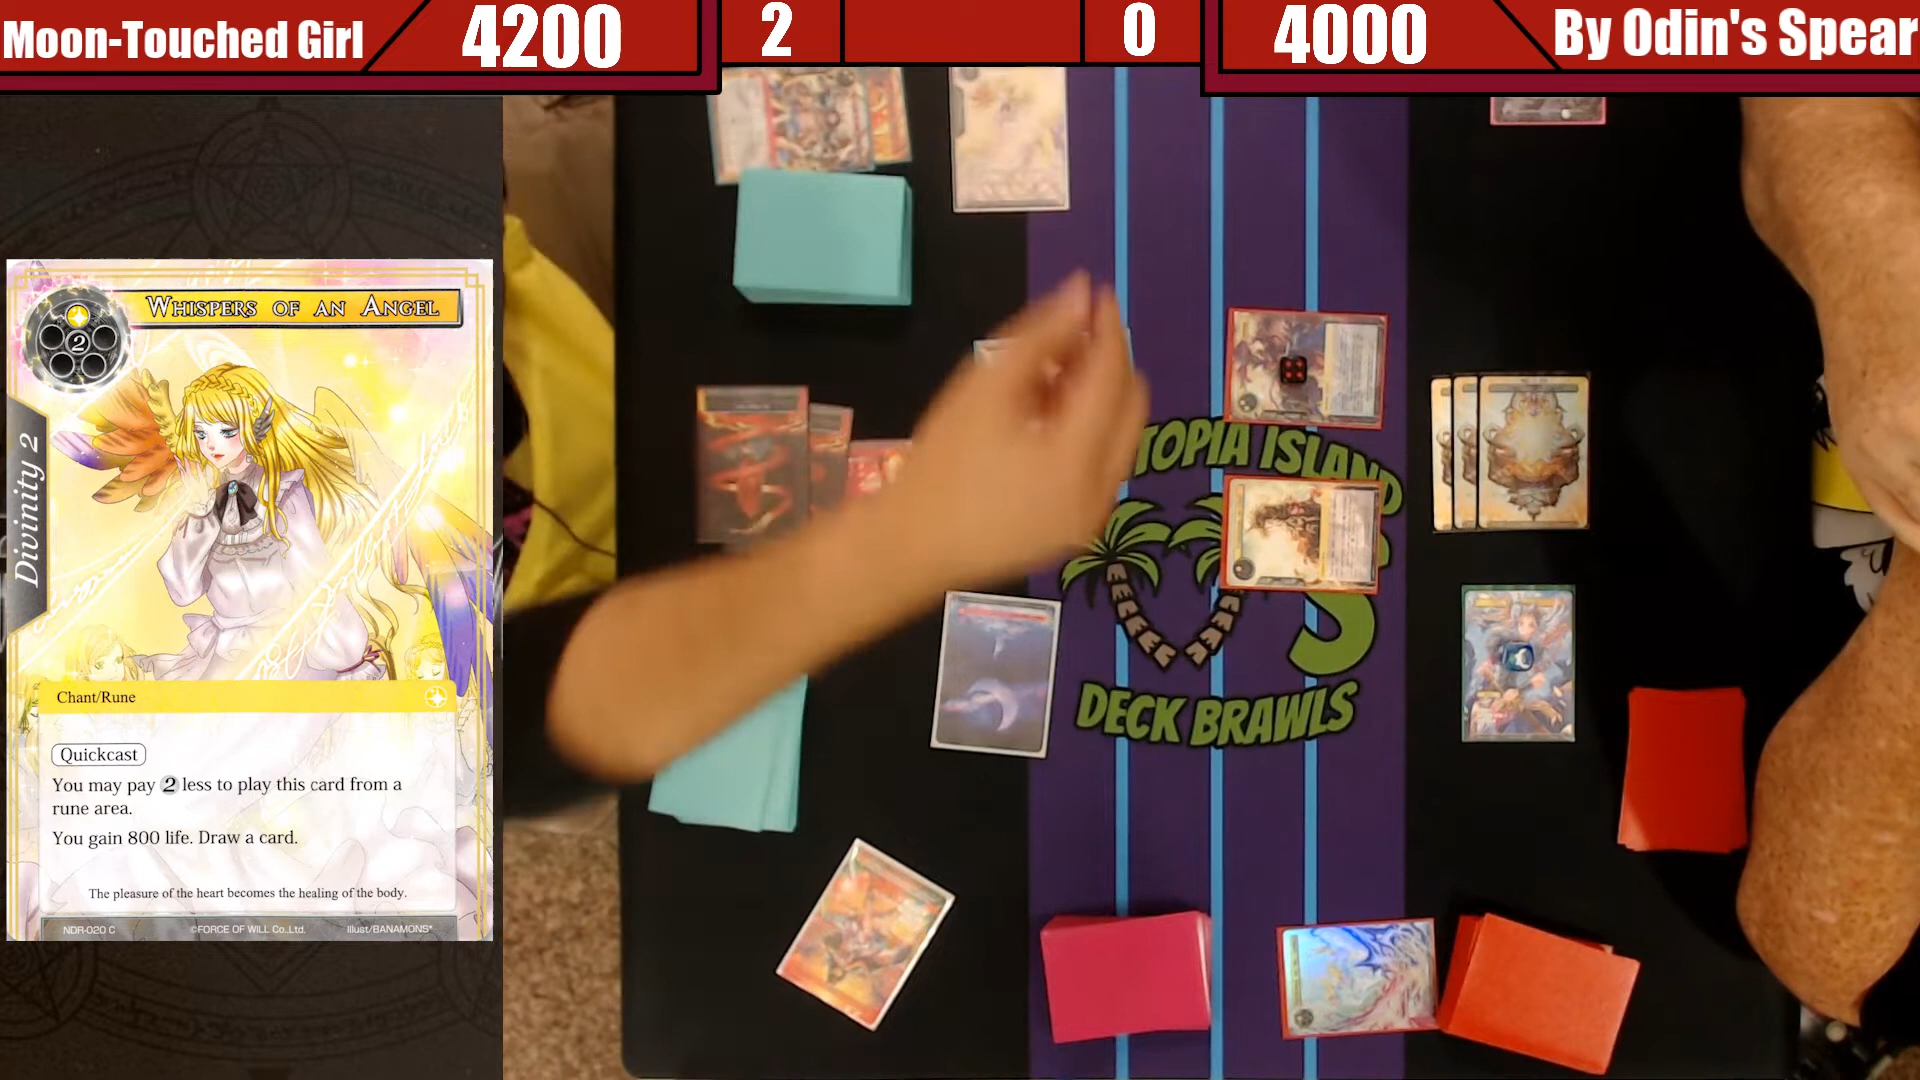 Moon-Touched Girl
4200
2
0
4000
By Odin's Spear
Whispers of an Angel
2
Divinity 2
Chant/Rune
Quickcast
You may pay 2 less to play this card from a
rune area.
You gain 800 life. Draw a card.
The pleasure of the heart becomes the healing of the body.
NDR-020 C
©FORCE OF WILL Co.,Ltd.
Illust/BANAMONS*
TOPIA ISLAND
DECK BRAWLS